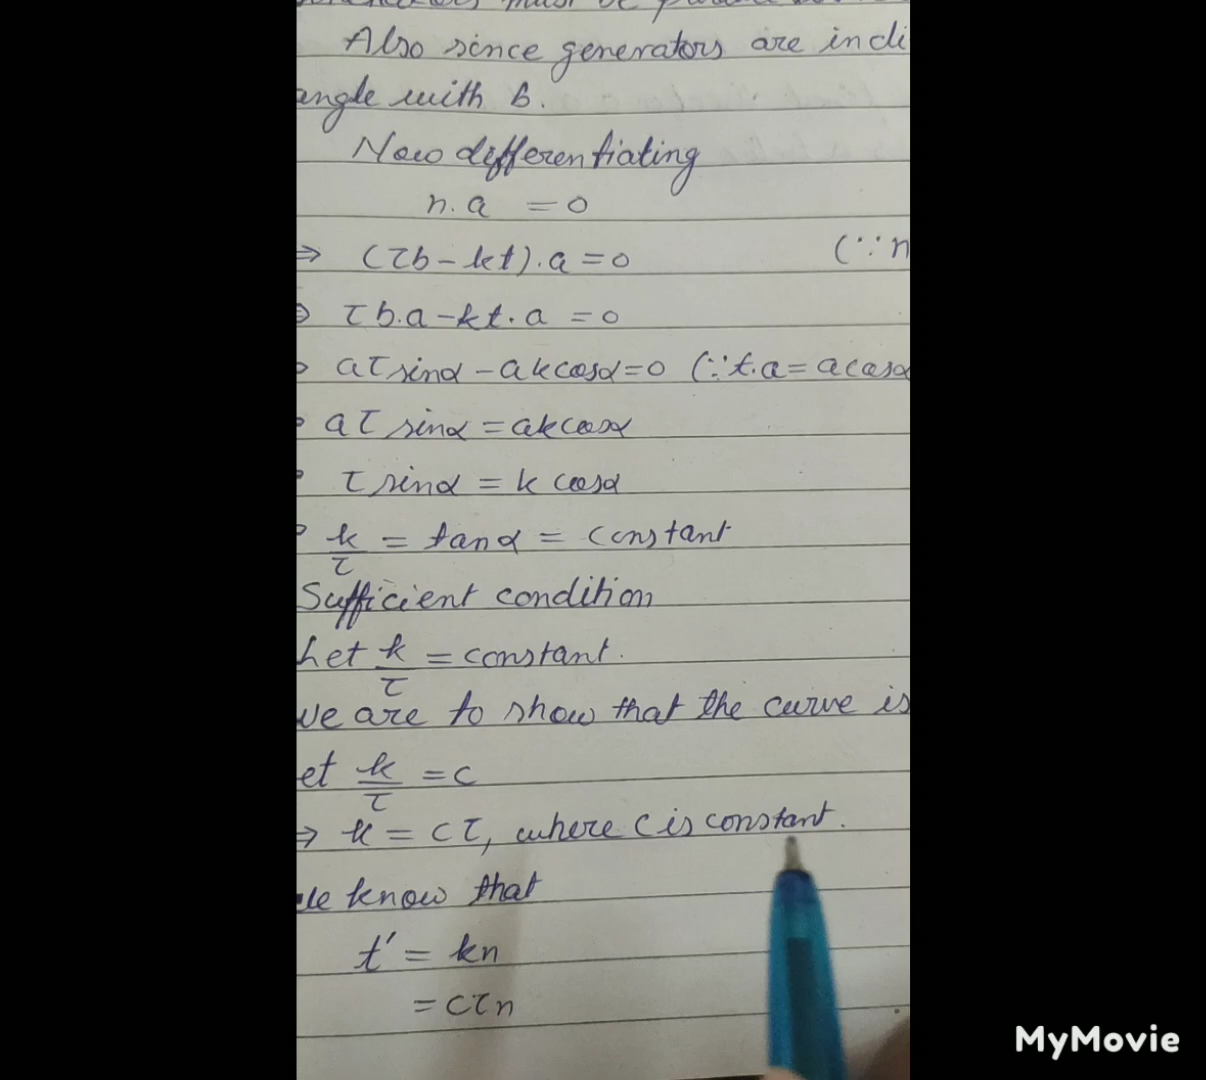 Also since generators are incli
angle with b.
Now differentiating
n.a = 0
⇒ (τb - kt).a = 0 (∵ n
⇒ τb.a - kt.a = 0
aτ sinα - ak cosα = 0 (∵ t.a = a cosα
aτ sinα = ak cosα
τ sinα = k cosα
k/τ = tanα = constant
Sufficient condition
Let k/τ = constant.
we are to show that the curve is
et k/τ = c
⇒ k = cτ, where c is constant.
we know that
t′ = kn
= cτn
MyMovie